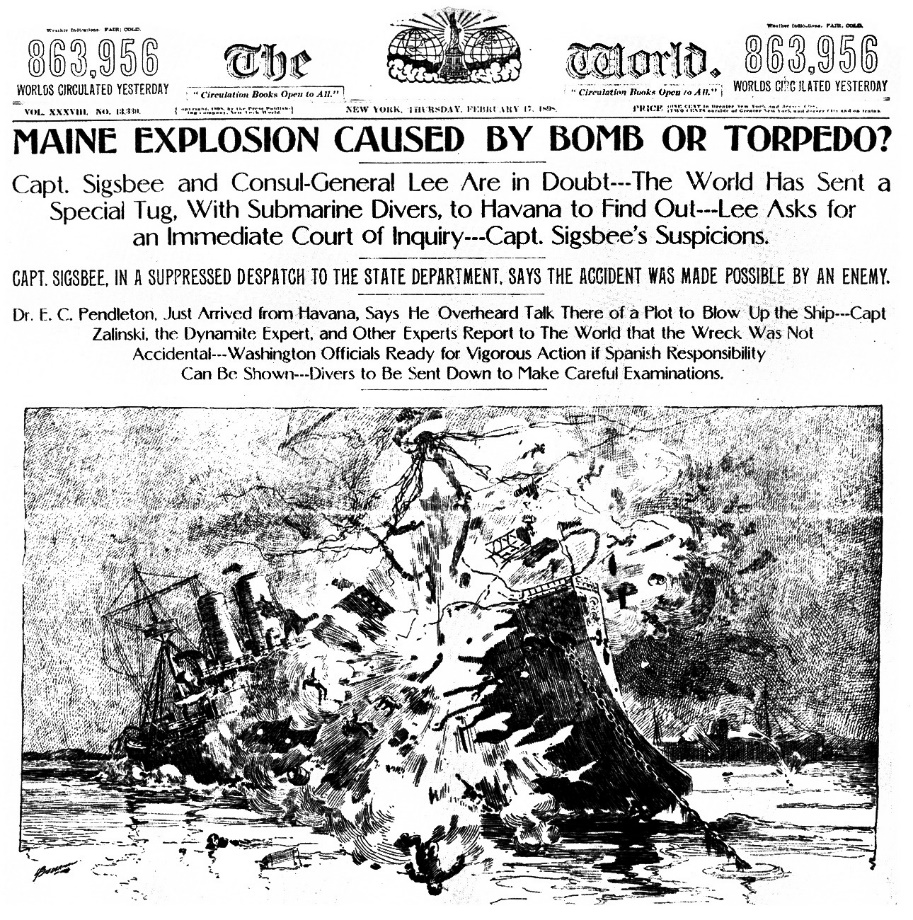 Weather Indications: FAIR; COLD.
863,956
WORLDS CIRCULATED YESTERDAY
The World.
"Circulation Books Open to All."
"Circulation Books Open to All."
Weather Indications: FAIR; COLD.
863,956
WORLDS CIRCULATED YESTERDAY
VOL. XXXVIII. NO. 13,330.
NEW YORK, THURSDAY, FEBRUARY 17, 1898.
PRICE
MAINE EXPLOSION CAUSED BY BOMB OR TORPEDO?
Capt. Sigsbee and Consul-General Lee Are in Doubt---The World Has Sent a
Special Tug, With Submarine Divers, to Havana to Find Out---Lee Asks for
an Immediate Court of Inquiry---Capt. Sigsbee's Suspicions.
CAPT. SIGSBEE, IN A SUPPRESSED DESPATCH TO THE STATE DEPARTMENT, SAYS THE ACCIDENT WAS MADE POSSIBLE BY AN ENEMY.
Dr. E. C. Pendleton, Just Arrived from Havana, Says He Overheard Talk There of a Plot to Blow Up the Ship---Capt
Zalinski, the Dynamite Expert, and Other Experts Report to The World that the Wreck Was Not
Accidental---Washington Officials Ready for Vigorous Action if Spanish Responsibility
Can Be Shown---Divers to Be Sent Down to Make Careful Examinations.